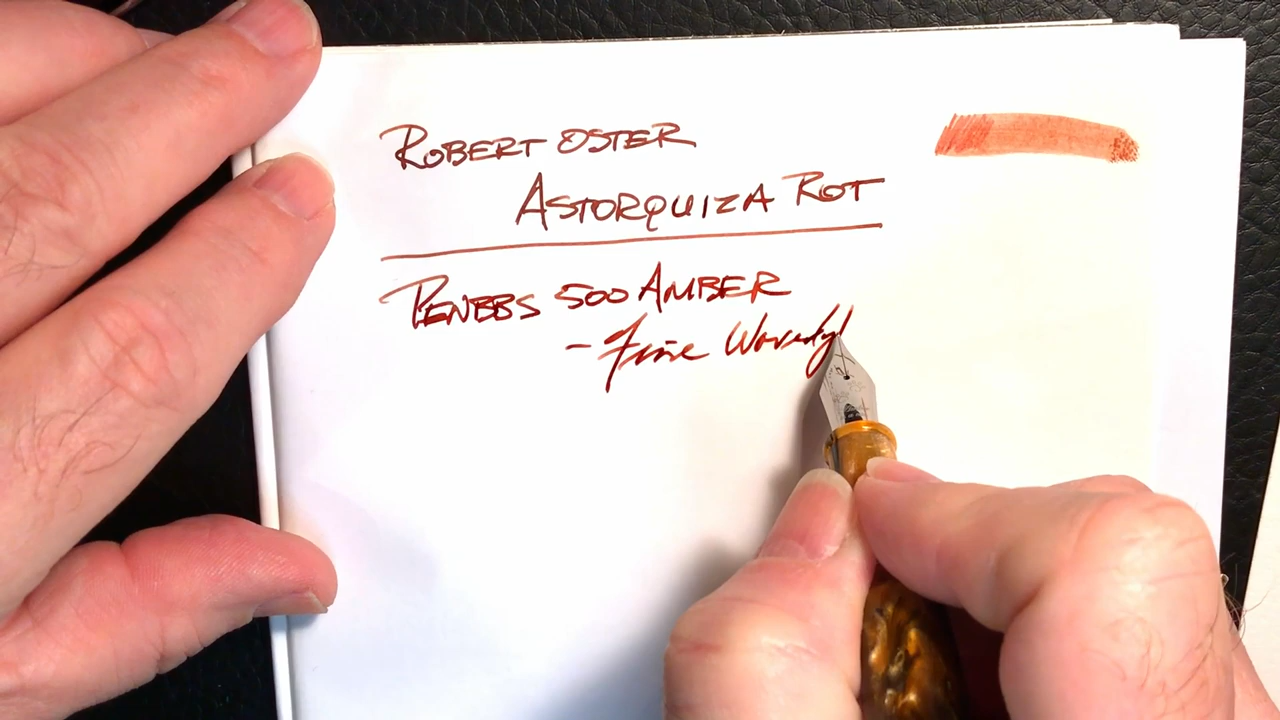 ROBERT OSTER
ASTORQUIZA ROT
PENBBS 500 AMBER
- Fine Waverly